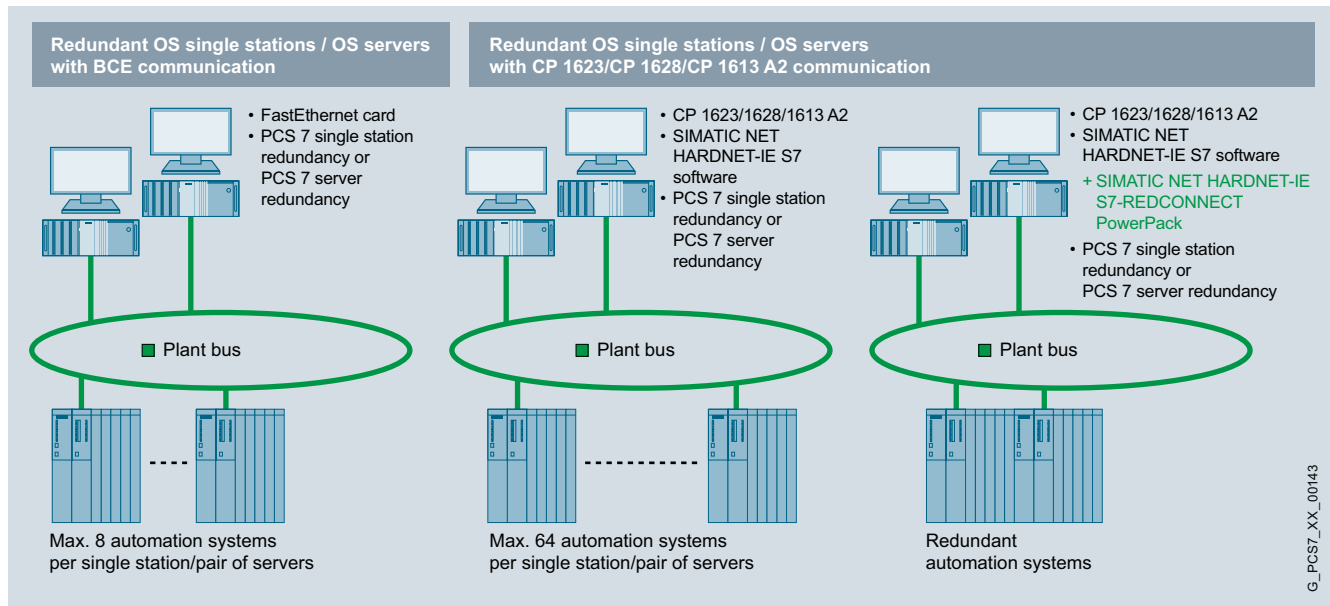 Redundant OS single stations / OS servers
with BCE communication
Redundant OS single stations / OS servers
with CP 1623/CP 1628/CP 1613 A2 communication
• FastEthernet card
• PCS 7 single station
redundancy or
PCS 7 server
redundancy
• CP 1623/1628/1613 A2
• SIMATIC NET
HARDNET-IE S7
software
• PCS 7 single station
redundancy or
PCS 7 server
redundancy
• CP 1623/1628/1613 A2
• SIMATIC NET
HARDNET-IE S7 software
+ SIMATIC NET HARDNET-IE
S7-REDCONNECT
PowerPack
• PCS 7 single station
redundancy or
PCS 7 server redundancy
Plant bus
Plant bus
Plant bus
Max. 8 automation systems
per single station/pair of servers
Max. 64 automation systems
per single station/pair of servers
Redundant
automation systems
G_PCS7_XX_00143